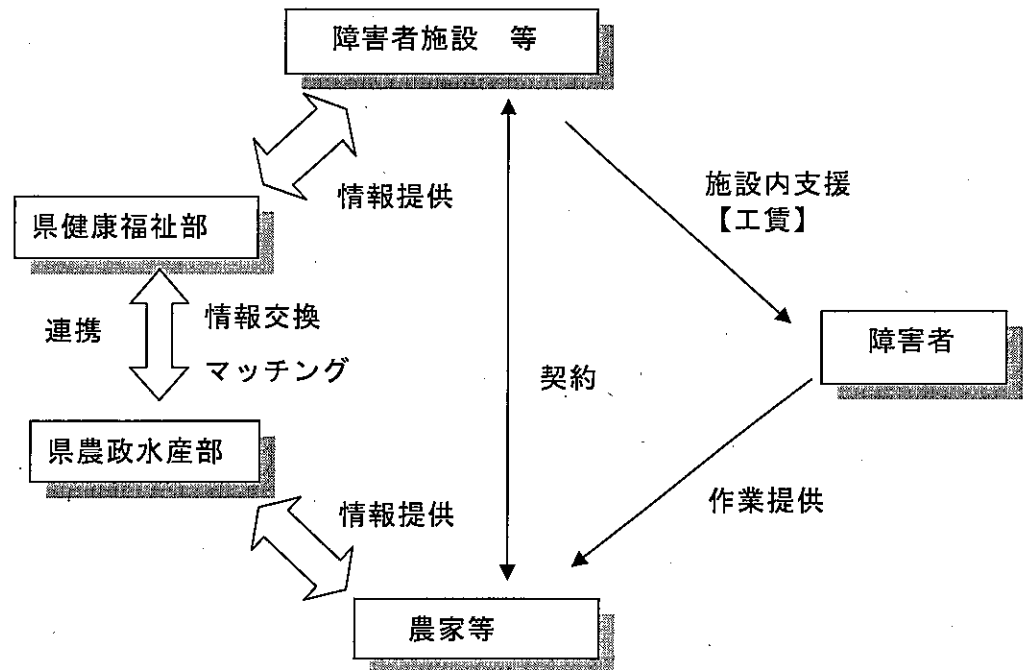 障害者施設　等
情報提供
施設内支援
【工賃】
県健康福祉部
連携
情報交換
マッチング
障害者
契約
県農政水産部
情報提供
作業提供
農家等